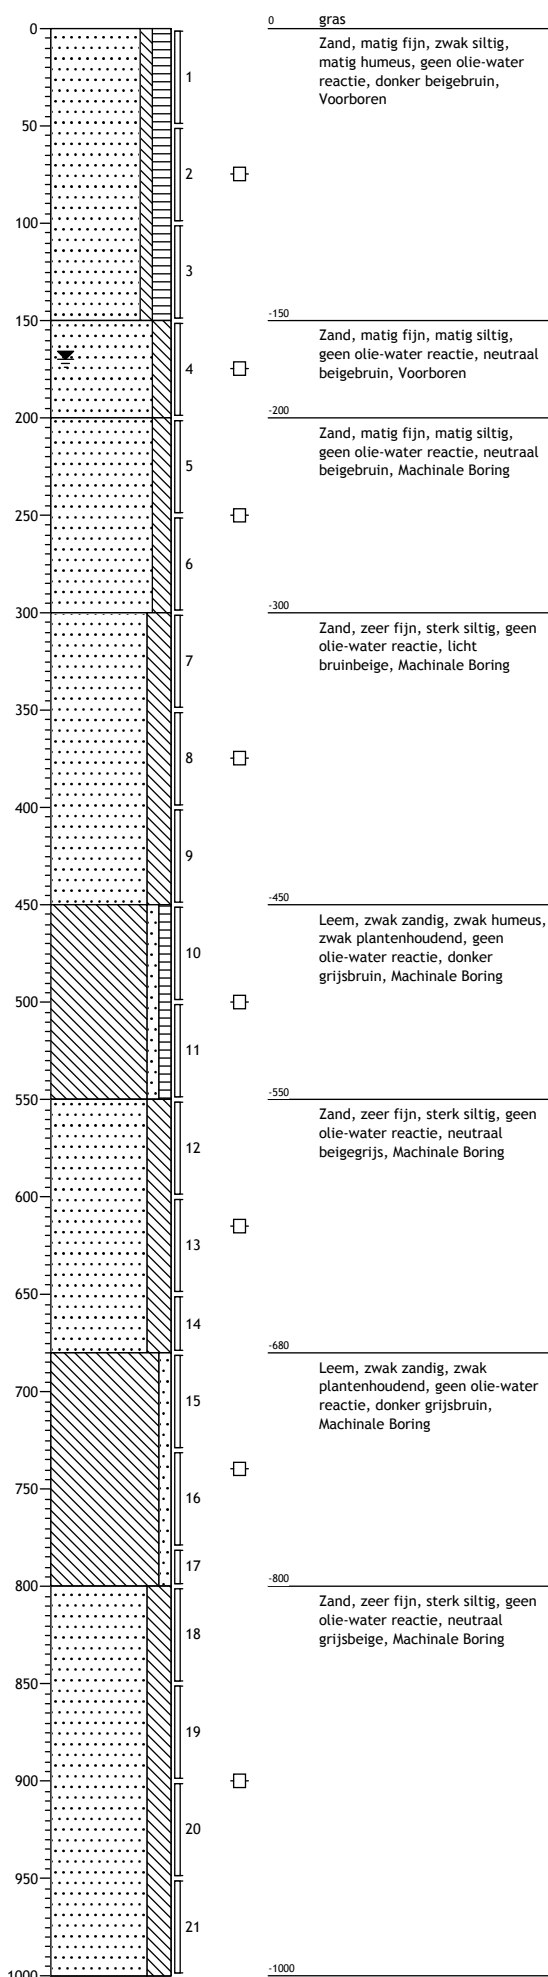 0
gras
0
Zand, matig fijn, zwak siltig,
matig humeus, geen olie-water
reactie, donker beigebruin,
Voorboren
1
50
2
100
3
150
-150
Zand, matig fijn, matig siltig,
geen olie-water reactie, neutraal
beigebruin, Voorboren
4
200
-200
Zand, matig fijn, matig siltig,
geen olie-water reactie, neutraal
beigebruin, Machinale Boring
5
250
6
300
-300
Zand, zeer fijn, sterk siltig, geen
olie-water reactie, licht
bruinbeige, Machinale Boring
7
350
8
400
9
450
-450
Leem, zwak zandig, zwak humeus,
zwak plantenhoudend, geen
olie-water reactie, donker
grijsbruin, Machinale Boring
10
500
11
550
-550
Zand, zeer fijn, sterk siltig, geen
olie-water reactie, neutraal
beigegrijs, Machinale Boring
12
600
13
650
14
-680
Leem, zwak zandig, zwak
plantenhoudend, geen olie-water
reactie, donker grijsbruin,
Machinale Boring
700
15
750
16
17
800
-800
Zand, zeer fijn, sterk siltig, geen
olie-water reactie, neutraal
grijsbeige, Machinale Boring
18
850
19
900
20
950
21
1000
-1000